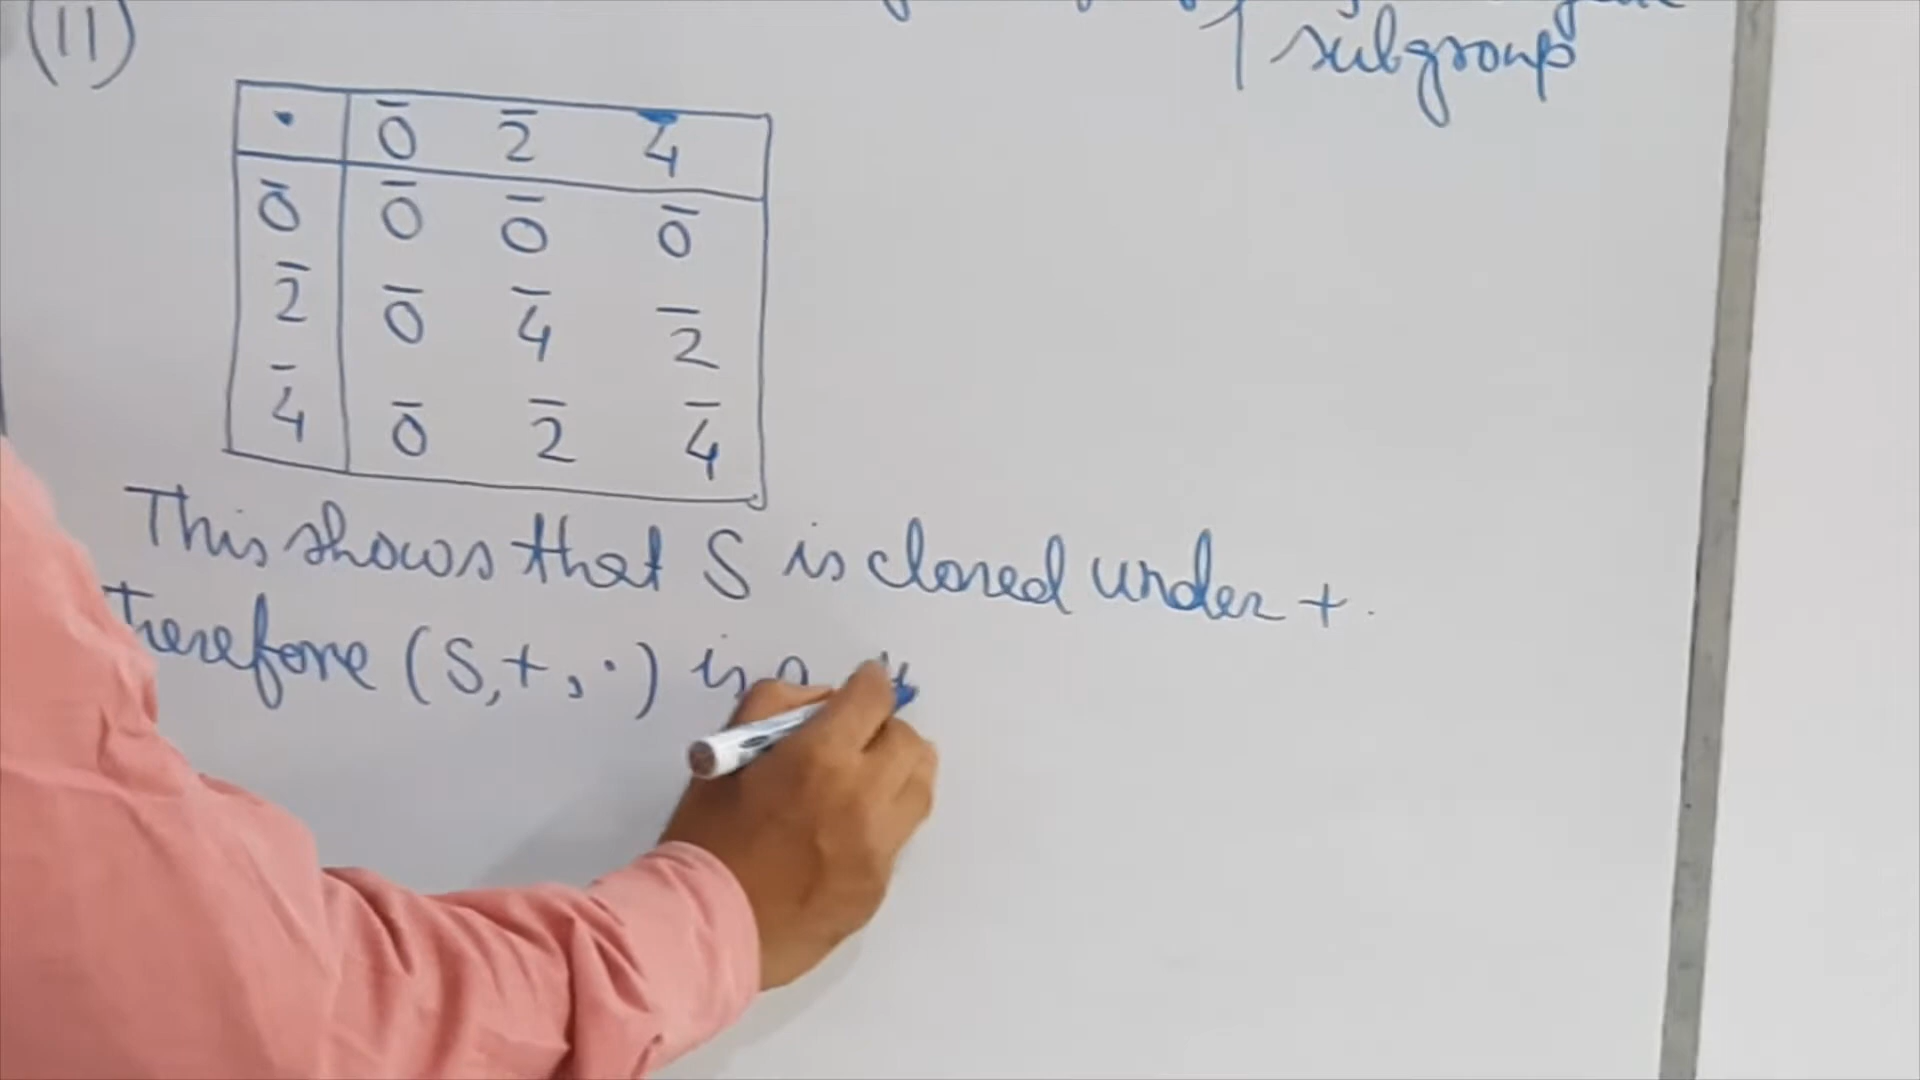 subgroup
(11)
· 0̄ 2̄ 4
0̄ 0̄ 0̄ 0̄
2̄ 0̄ 4̄ 2̄
4̄ 0̄ 2̄ 4̄
This shows that S is closed under +.
therefore (S, +, ·) is a